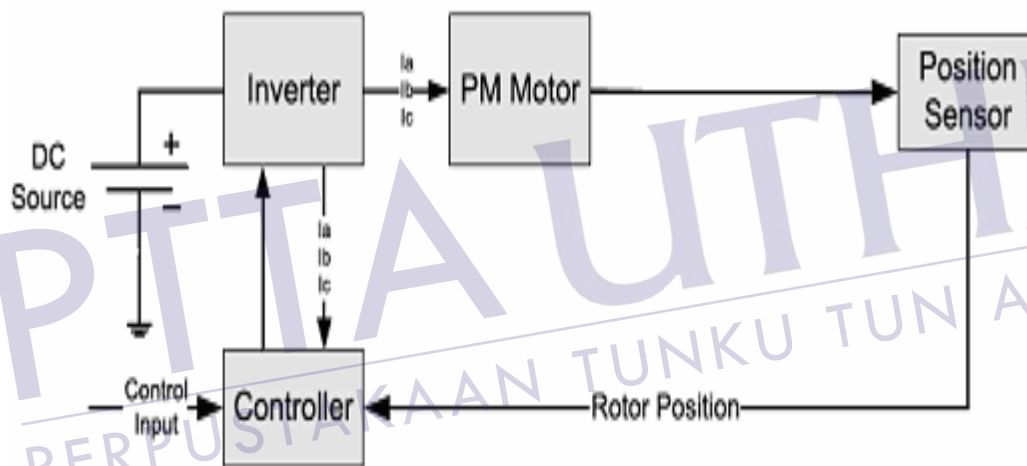 Inverter
Ia
Ib
Ic
PM Motor
Position
Sensor
DC
Source
+
−
Ia
Ib
Ic
Control
Input
Controller
Rotor Position
PTTA UTH
PERPUSTAKAAN TUNKU TUN A